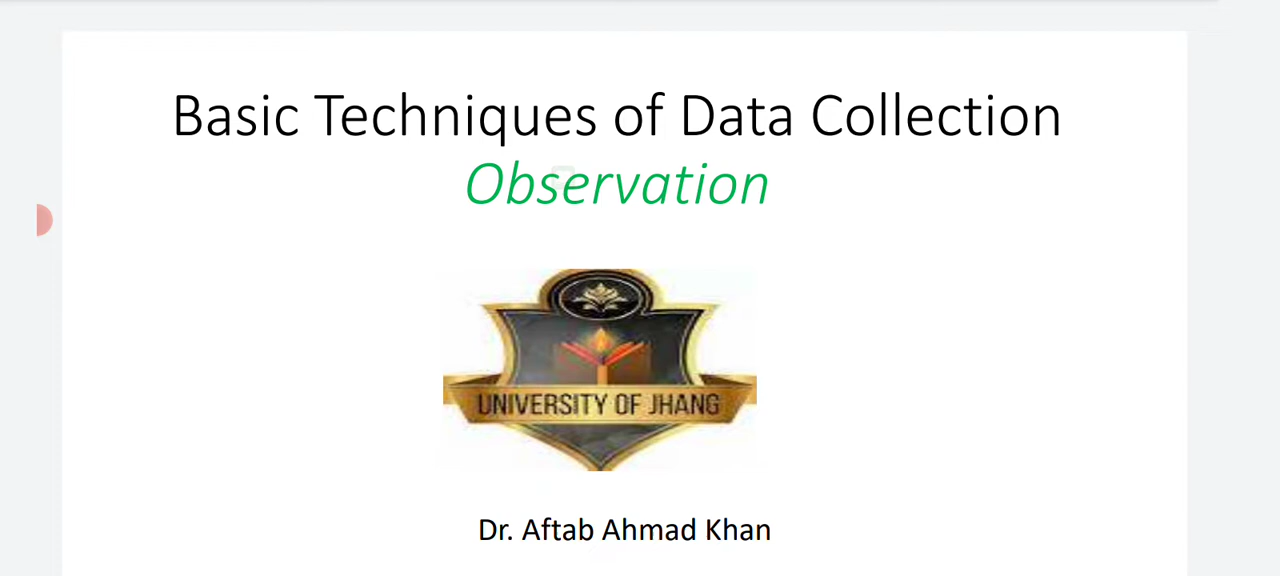 Basic Techniques of Data Collection
Observation
UNIVERSITY OF JHANG
Dr. Aftab Ahmad Khan